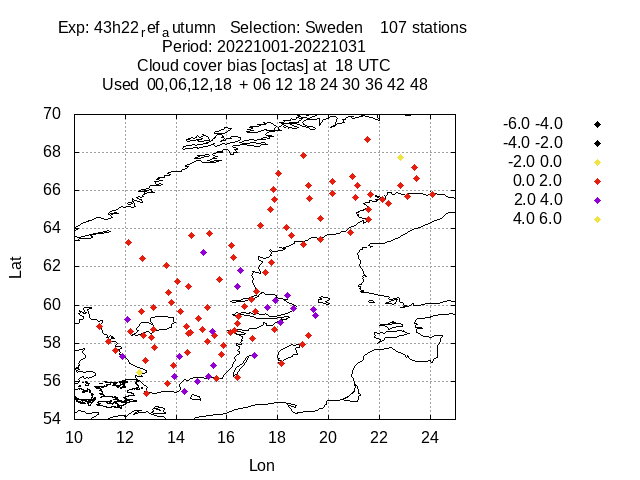 Exp: 43h22refautumn   Selection: Sweden    107 stations
Period: 20221001-20221031
Cloud cover bias [octas] at  18 UTC
Used  00,06,12,18  + 06 12 18 24 30 36 42 48
-6.0 -4.0
-4.0 -2.0
-2.0 0.0
0.0 2.0
2.0 4.0
4.0 6.0
70
68
66
64
62
60
58
56
54
Lat
10 12 14 16 18 20 22 24
Lon